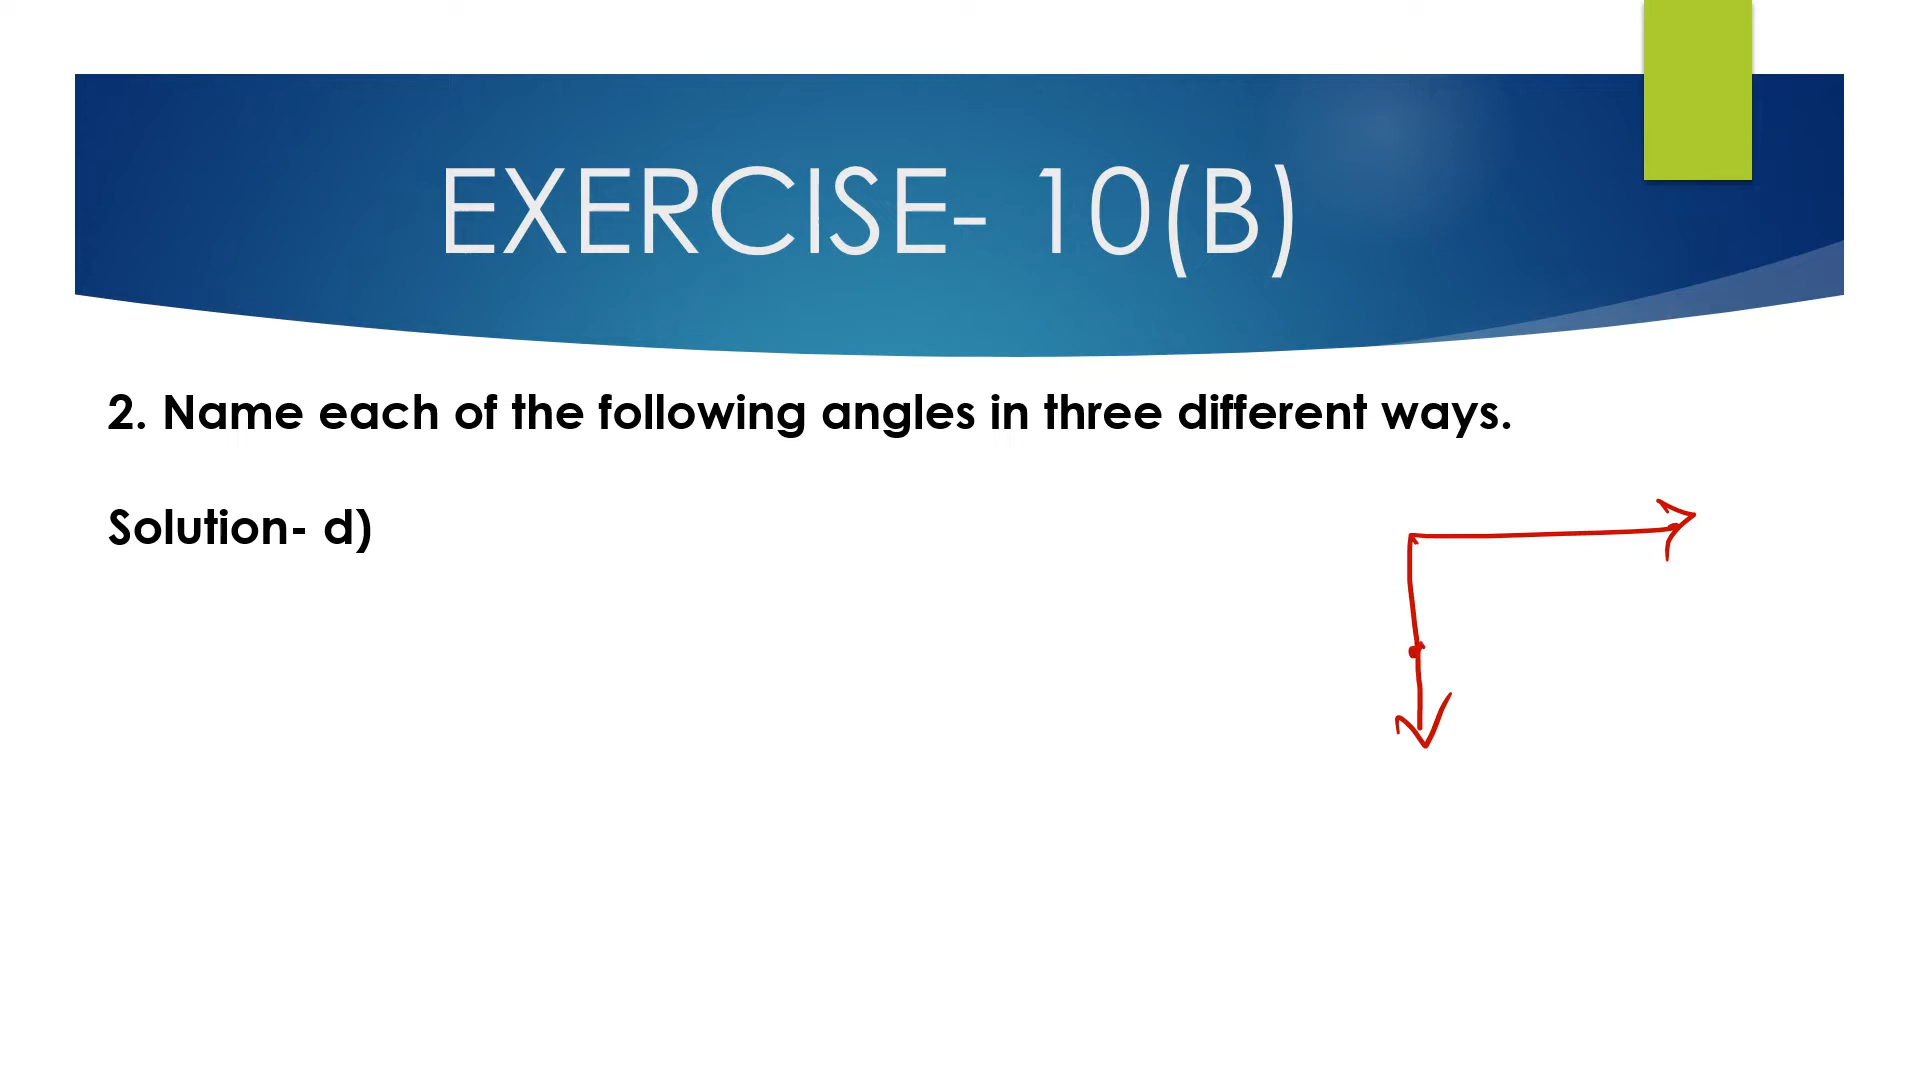 EXERCISE- 10(B)
2. Name each of the following angles in three different ways.
Solution- d)